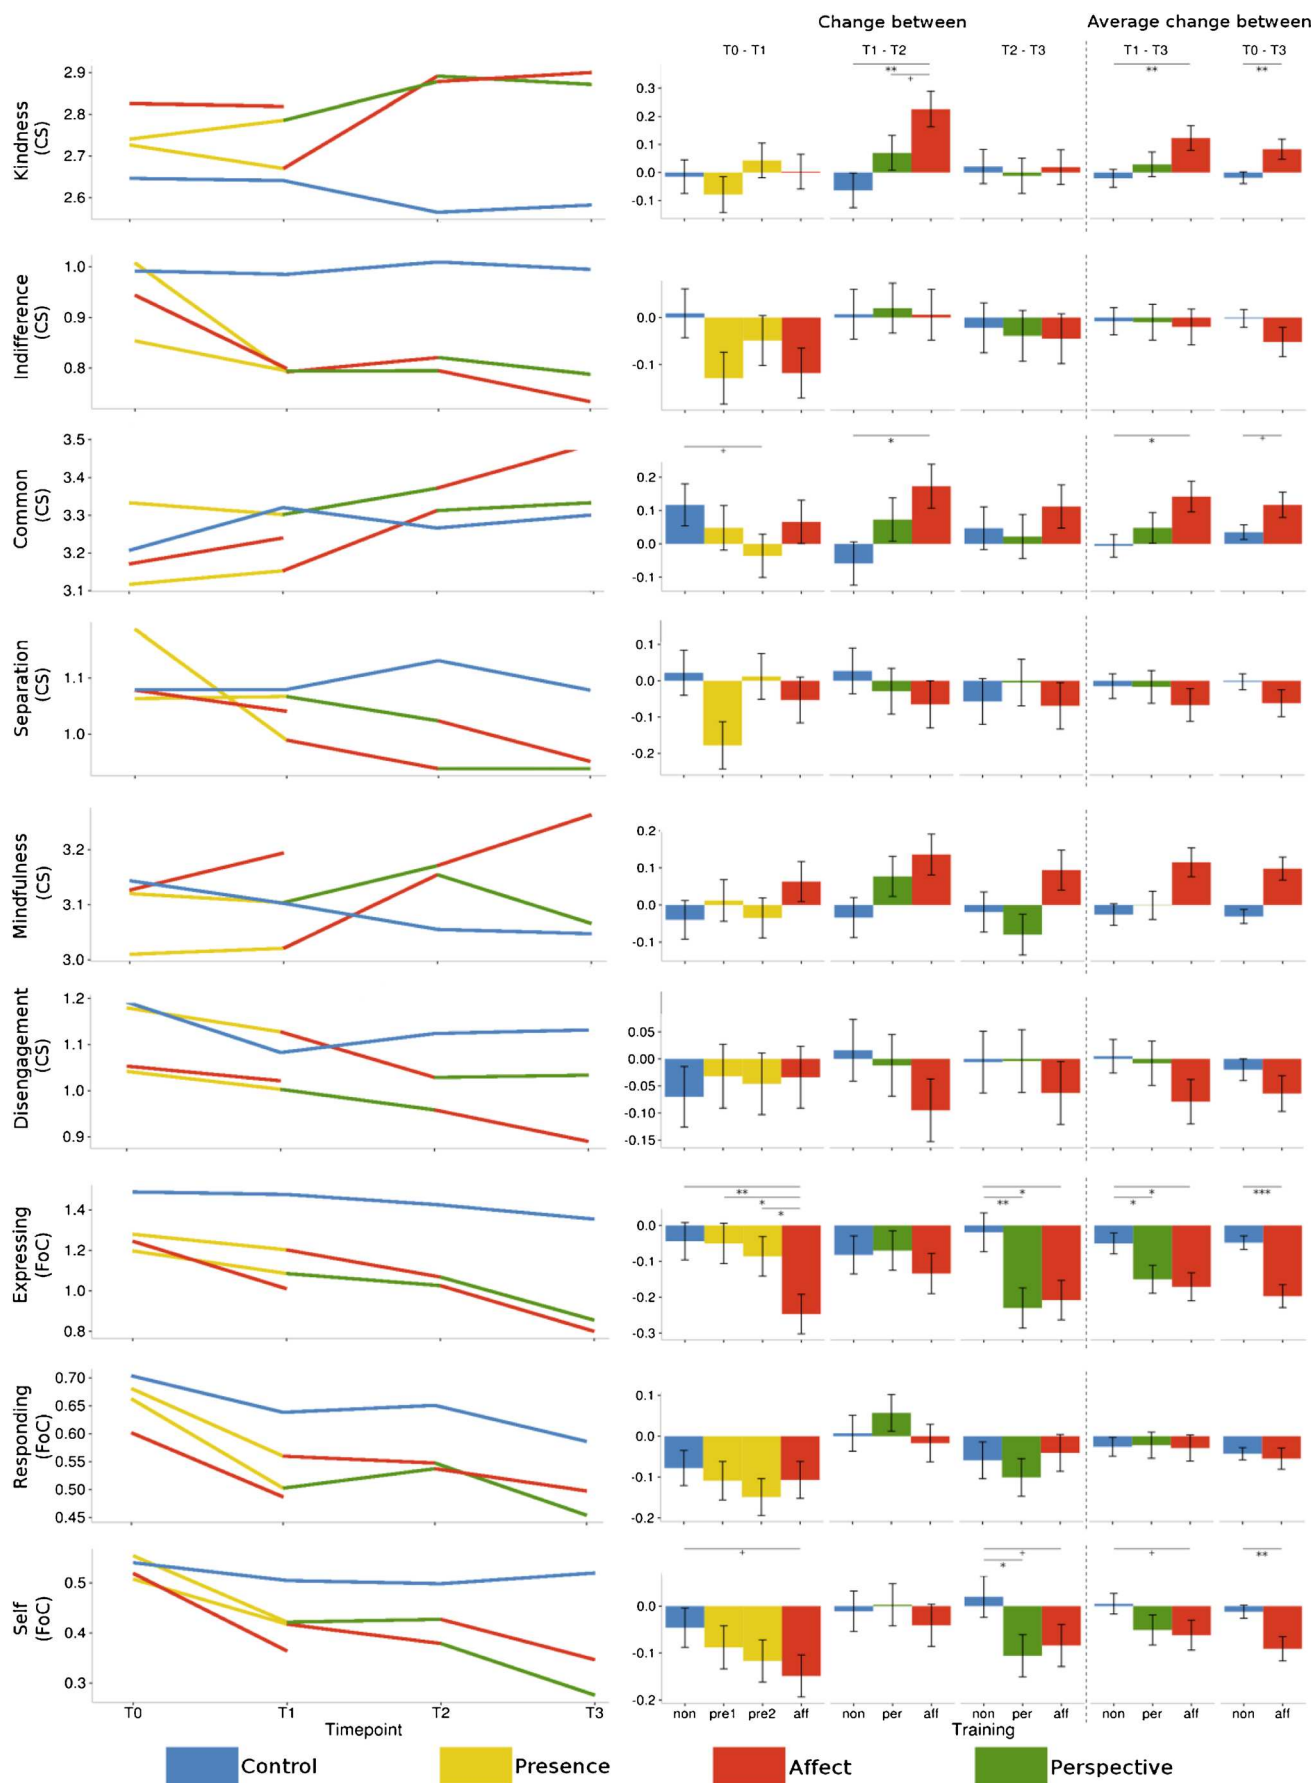 Change between Average change between
T0 - T1 T1 - T2 T2 - T3 T1 - T3 T0 - T3
Kindness
(CS)
2.9
2.8
2.7
2.6
0.3
0.2
0.1
0.0
-0.1
** + ** **
Indifference
(CS)
1.0
0.9
0.8
0.0
-0.1
Common
(CS)
3.5
3.4
3.3
3.2
3.1
0.2
0.1
0.0
-0.1
+ * * +
Separation
(CS)
1.1
1.0
0.1
0.0
-0.1
-0.2
Mindfulness
(CS)
3.2
3.1
3.0
0.2
0.1
0.0
-0.1
Disengagement
(CS)
1.2
1.1
1.0
0.9
0.05
0.00
-0.05
-0.10
-0.15
Expressing
(FoC)
1.4
1.2
1.0
0.8
0.0
-0.1
-0.2
-0.3
** * * * ** * * ***
Responding
(FoC)
0.70
0.65
0.60
0.55
0.50
0.45
0.1
0.0
-0.1
-0.2
Self
(FoC)
0.5
0.4
0.3
0.0
-0.1
-0.2
+ + * + **
T0 T1 T2 T3
Timepoint
non pre1 pre2 aff non per aff non per aff non per aff non aff
Training
Control Presence Affect Perspective